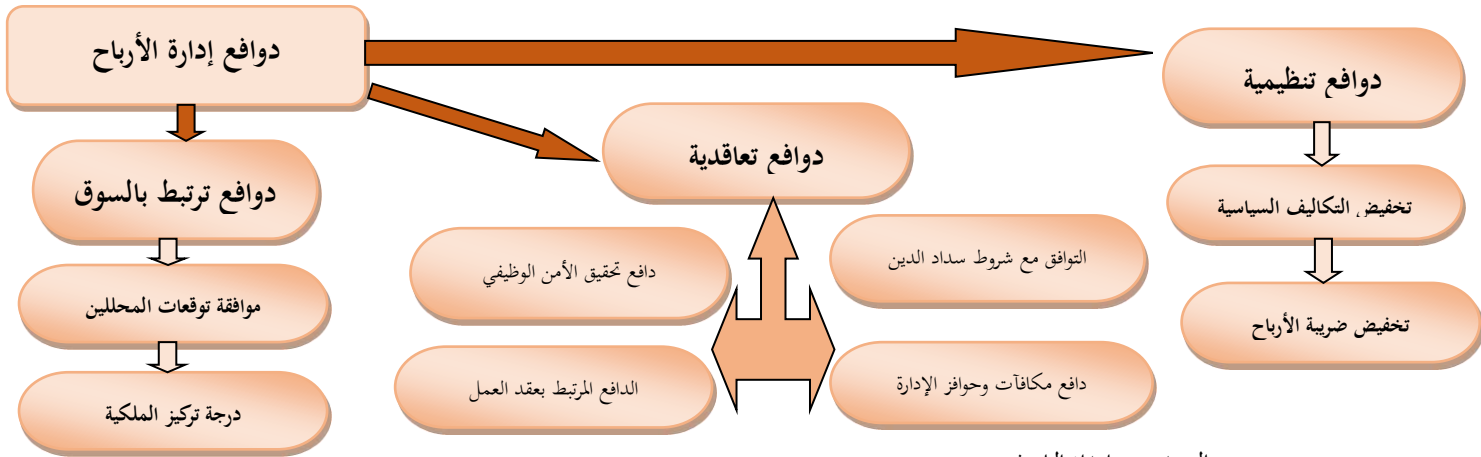 دوافع إدارة الأرباح
دوافع تنظيمية
دوافع تعاقدية
دوافع ترتبط بالسوق
تخفيض التكاليف السياسية
التوافق مع شروط سداد الدين
دافع تحقيق الأمن الوظيفي
موافقة توقعات المحللين
تخفيض ضريبة الأرباح
دافع مكافآت وحوافز الإدارة
الدافع المرتبط بعقد العمل
درجة تركيز الملكية